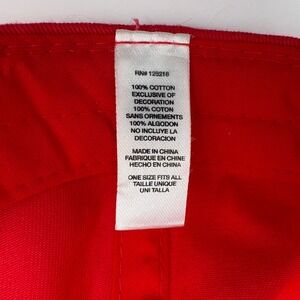 RN# 129216
100% COTTON
EXCLUSIVE OF
DECORATION
100% COTON
SANS ORNEMENTS
100% ALGODON
NO INCLUYE LA
DECORACION
MADE IN CHINA
FABRIQUE EN CHINE
HECHO EN CHINA
ONE SIZE FITS ALL
TAILLE UNIQUE
UNI TALLA